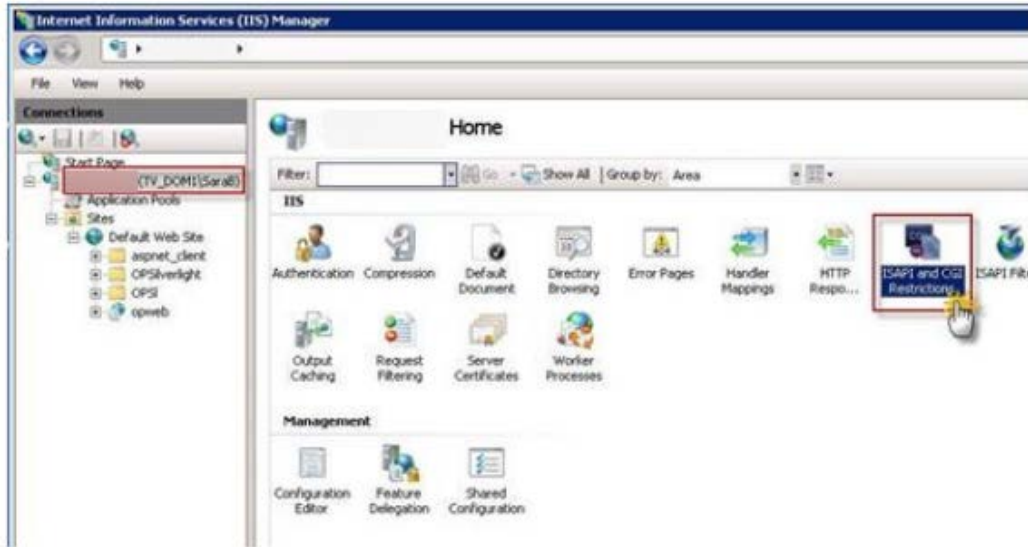 Internet Information Services (IIS) Manager
File View Help
Connections
Start Page
(TV_DOM1\SaraB)
Application Pools
Sites
Default Web Site
aspnet_client
OPSilverlight
OPSI
opweb
Home
Filter: Go Show All Group by: Area
IIS
Authentication Compression Default Document Directory Browsing Error Pages Handler Mappings HTTP Respo... ISAPI and CGI Restrictions ISAPI Filte
Output Caching Request Filtering Server Certificates Worker Processes
Management
Configuration Editor Feature Delegation Shared Configuration